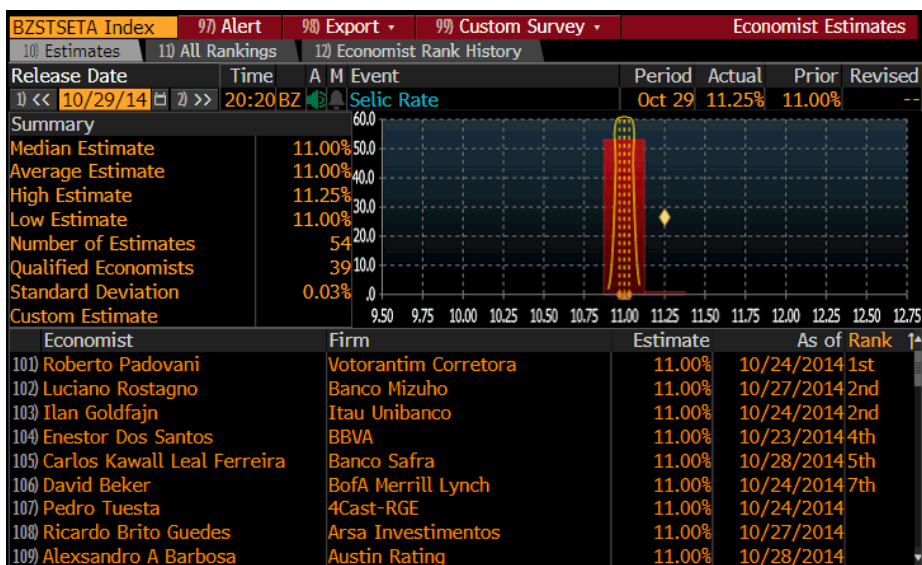 BZSTSETA Index 97) Alert 98) Export 99) Custom Survey Economist Estimates
10) Estimates 11) All Rankings 12) Economist Rank History
Release Date Time A M Event Period Actual Prior Revised
1) << 10/29/14 2) >> 20:20 BZ Selic Rate Oct 29 11.25% 11.00% --
Summary
Median Estimate 11.00%
Average Estimate 11.00%
High Estimate 11.25%
Low Estimate 11.00%
Number of Estimates 54
Qualified Economists 39
Standard Deviation 0.03%
Custom Estimate
60.0
50.0
40.0
30.0
20.0
10.0
.0
9.50 9.75 10.00 10.25 10.50 10.75 11.00 11.25 11.50 11.75 12.00 12.25 12.50 12.75
Economist Firm Estimate As of Rank
101) Roberto Padovani Votorantim Corretora 11.00% 10/24/2014 1st
102) Luciano Rostagno Banco Mizuho 11.00% 10/27/2014 2nd
103) Ilan Goldfajn Itau Unibanco 11.00% 10/24/2014 2nd
104) Enestor Dos Santos BBVA 11.00% 10/23/2014 4th
105) Carlos Kawall Leal Ferreira Banco Safra 11.00% 10/28/2014 5th
106) David Beker BofA Merrill Lynch 11.00% 10/24/2014 7th
107) Pedro Tuesta 4Cast-RGE 11.00% 10/24/2014
108) Ricardo Brito Guedes Arsa Investimentos 11.00% 10/27/2014
109) Alexsandro A Barbosa Austin Rating 11.00% 10/28/2014